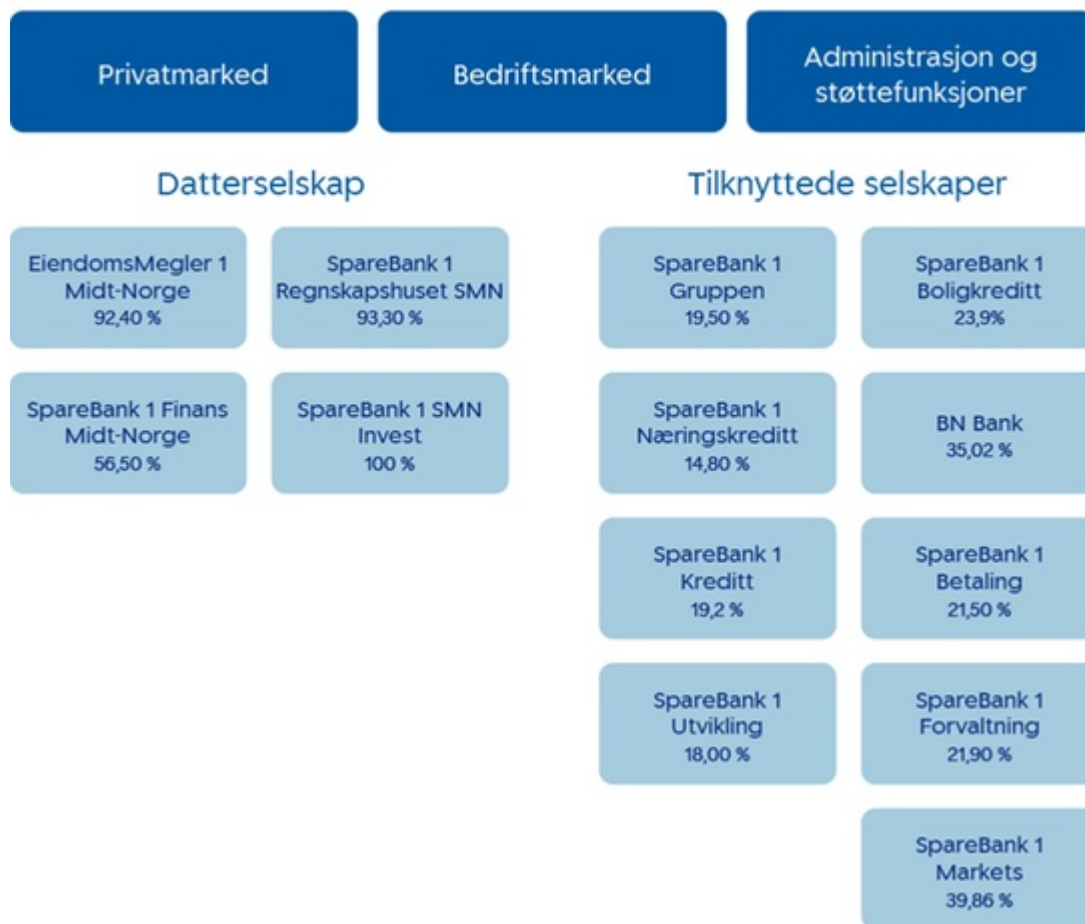 Privatmarked
Bedriftsmarked
Administrasjon og
støttefunksjoner
Datterselskap
EiendomsMegler 1
Midt-Norge
92,40 %
SpareBank 1
Regnskapshuset SMN
93,30 %
SpareBank 1 Finans
Midt-Norge
56,50 %
SpareBank 1 SMN
Invest
100 %
Tilknyttede selskaper
SpareBank 1
Gruppen
19,50 %
SpareBank 1
Boligkreditt
23,9%
SpareBank 1
Næringskreditt
14,80 %
BN Bank
35,02 %
SpareBank 1
Kreditt
19,2 %
SpareBank 1
Betaling
21,50 %
SpareBank 1
Utvikling
18,00 %
SpareBank 1
Forvaltning
21,90 %
SpareBank 1
Markets
39,86 %